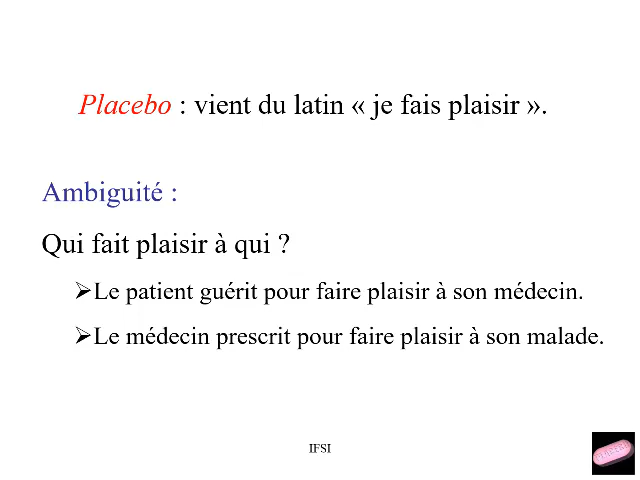 Placebo : vient du latin « je fais plaisir ».
Ambiguité :
Qui fait plaisir à qui ?
➢Le patient guérit pour faire plaisir à son médecin.
➢Le médecin prescrit pour faire plaisir à son malade.
IFSI